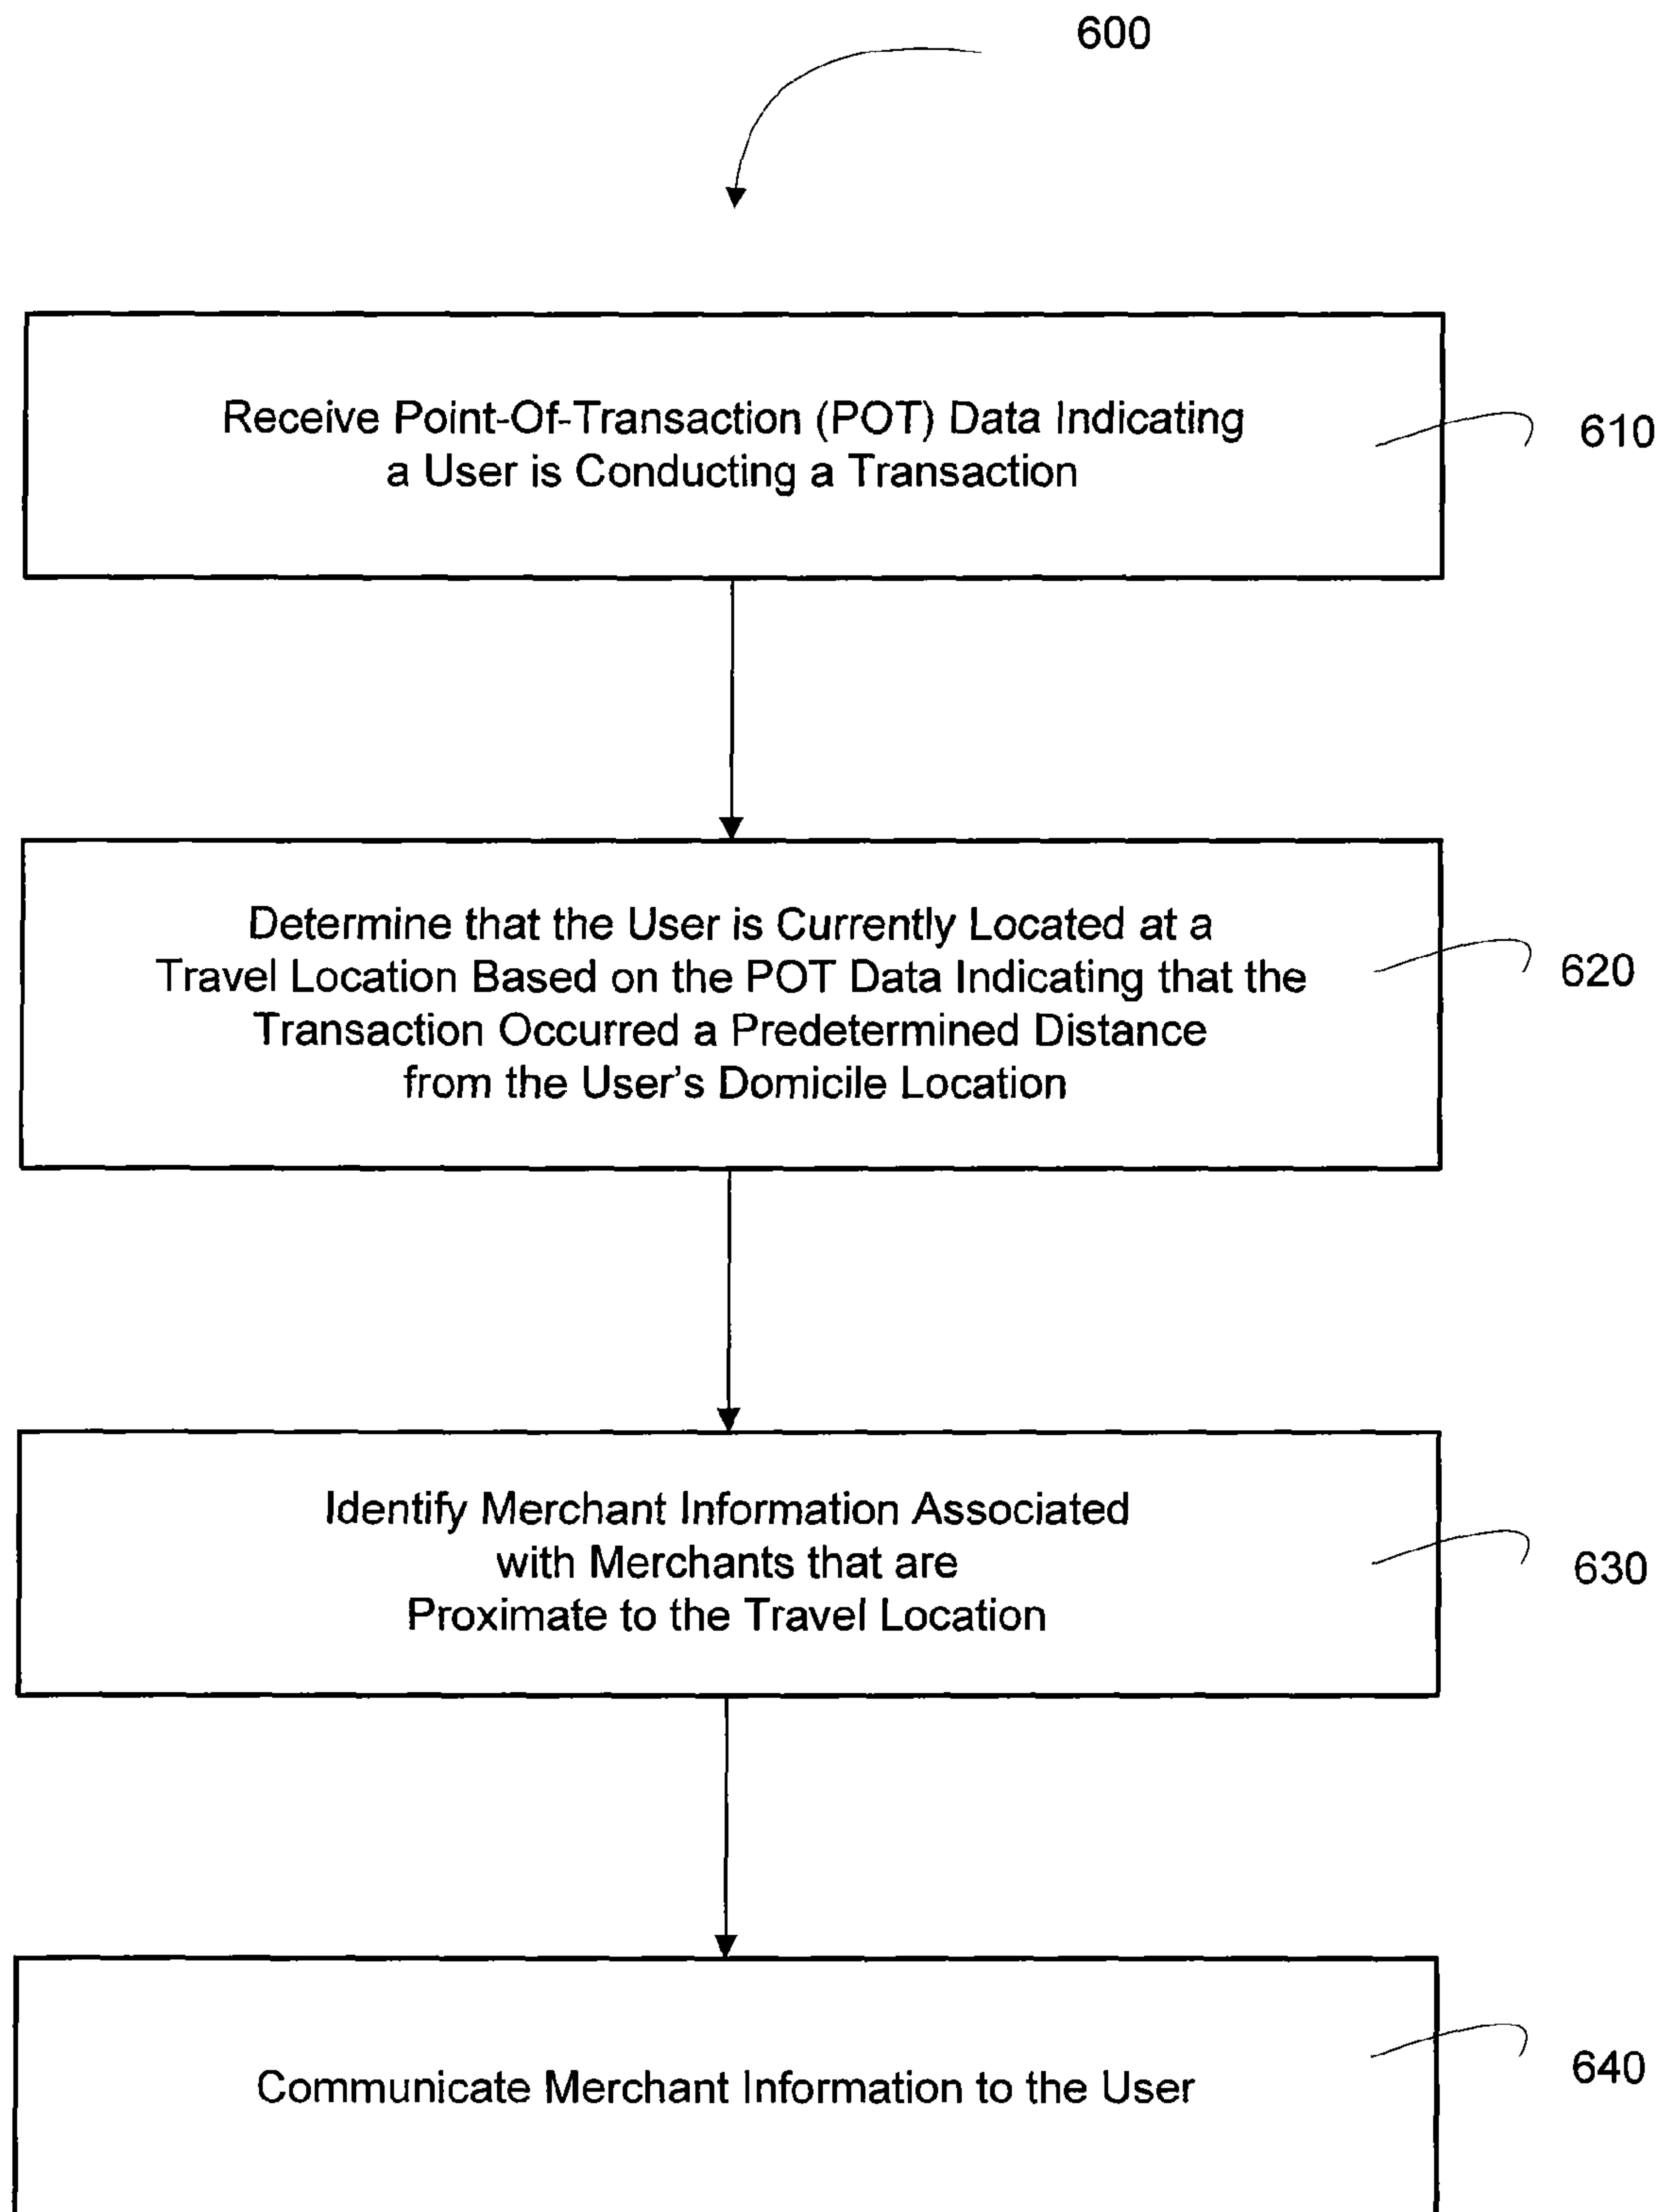 600
Receive Point-Of-Transaction (POT) Data Indicating
a User is Conducting a Transaction
610
Determine that the User is Currently Located at a
Travel Location Based on the POT Data Indicating that the
Transaction Occurred a Predetermined Distance
from the User's Domicile Location
620
Identify Merchant Information Associated
with Merchants that are
Proximate to the Travel Location
630
Communicate Merchant Information to the User
640